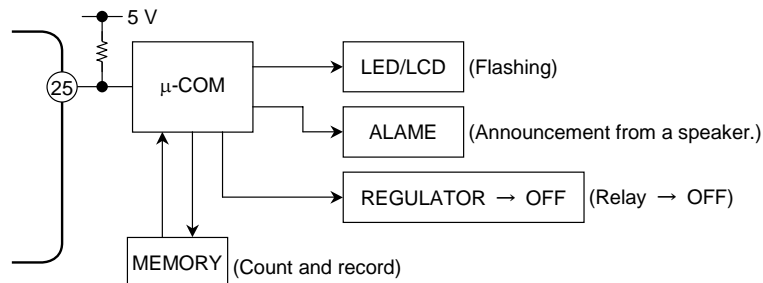 5 V
25
μ-COM
LED/LCD (Flashing)
ALAME (Announcement from a speaker.)
REGULATOR → OFF (Relay → OFF)
MEMORY (Count and record)